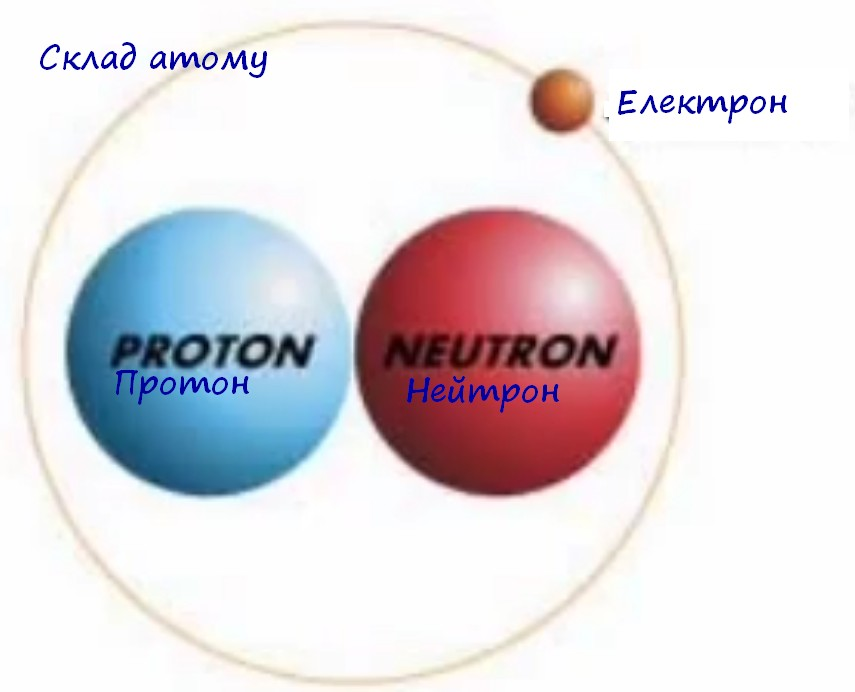 Склад атому
Електрон
PROTON
Протон
NEUTRON
Нейтрон